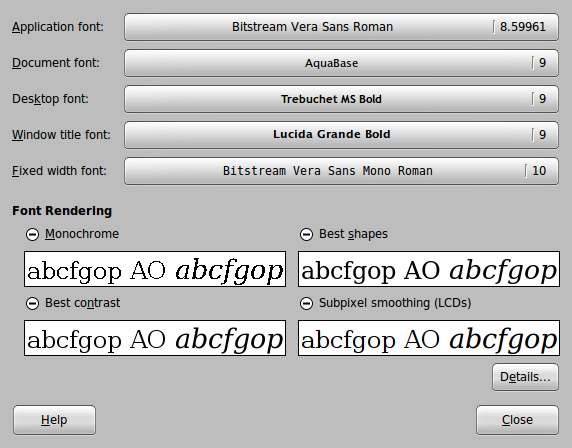 Application font: Bitstream Vera Sans Roman 8.59961
Document font: AquaBase 9
Desktop font: Trebuchet MS Bold 9
Window title font: Lucida Grande Bold 9
Fixed width font: Bitstream Vera Sans Mono Roman 10
Font Rendering
Monochrome Best shapes
abcfgop AO abcfgop abcfgop AO abcfgop
Best contrast Subpixel smoothing (LCDs)
abcfgop AO abcfgop abcfgop AO abcfgop
Details...
Help Close